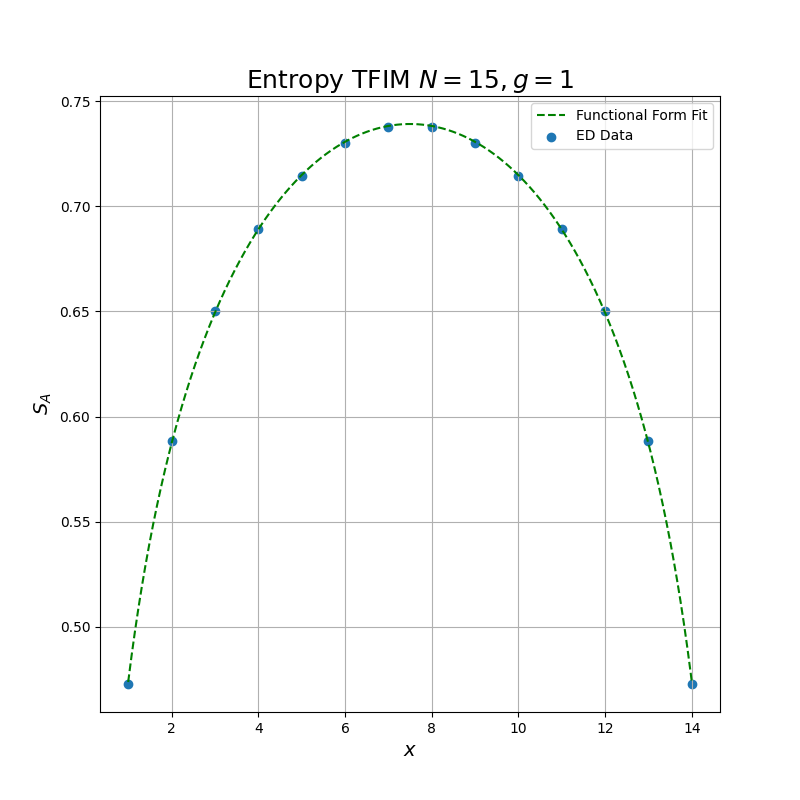 Entropy TFIM N = 15, g = 1
Functional Form Fit
ED Data
0.75
0.70
0.65
0.60
0.55
0.50
S_A
2 4 6 8 10 12 14
x